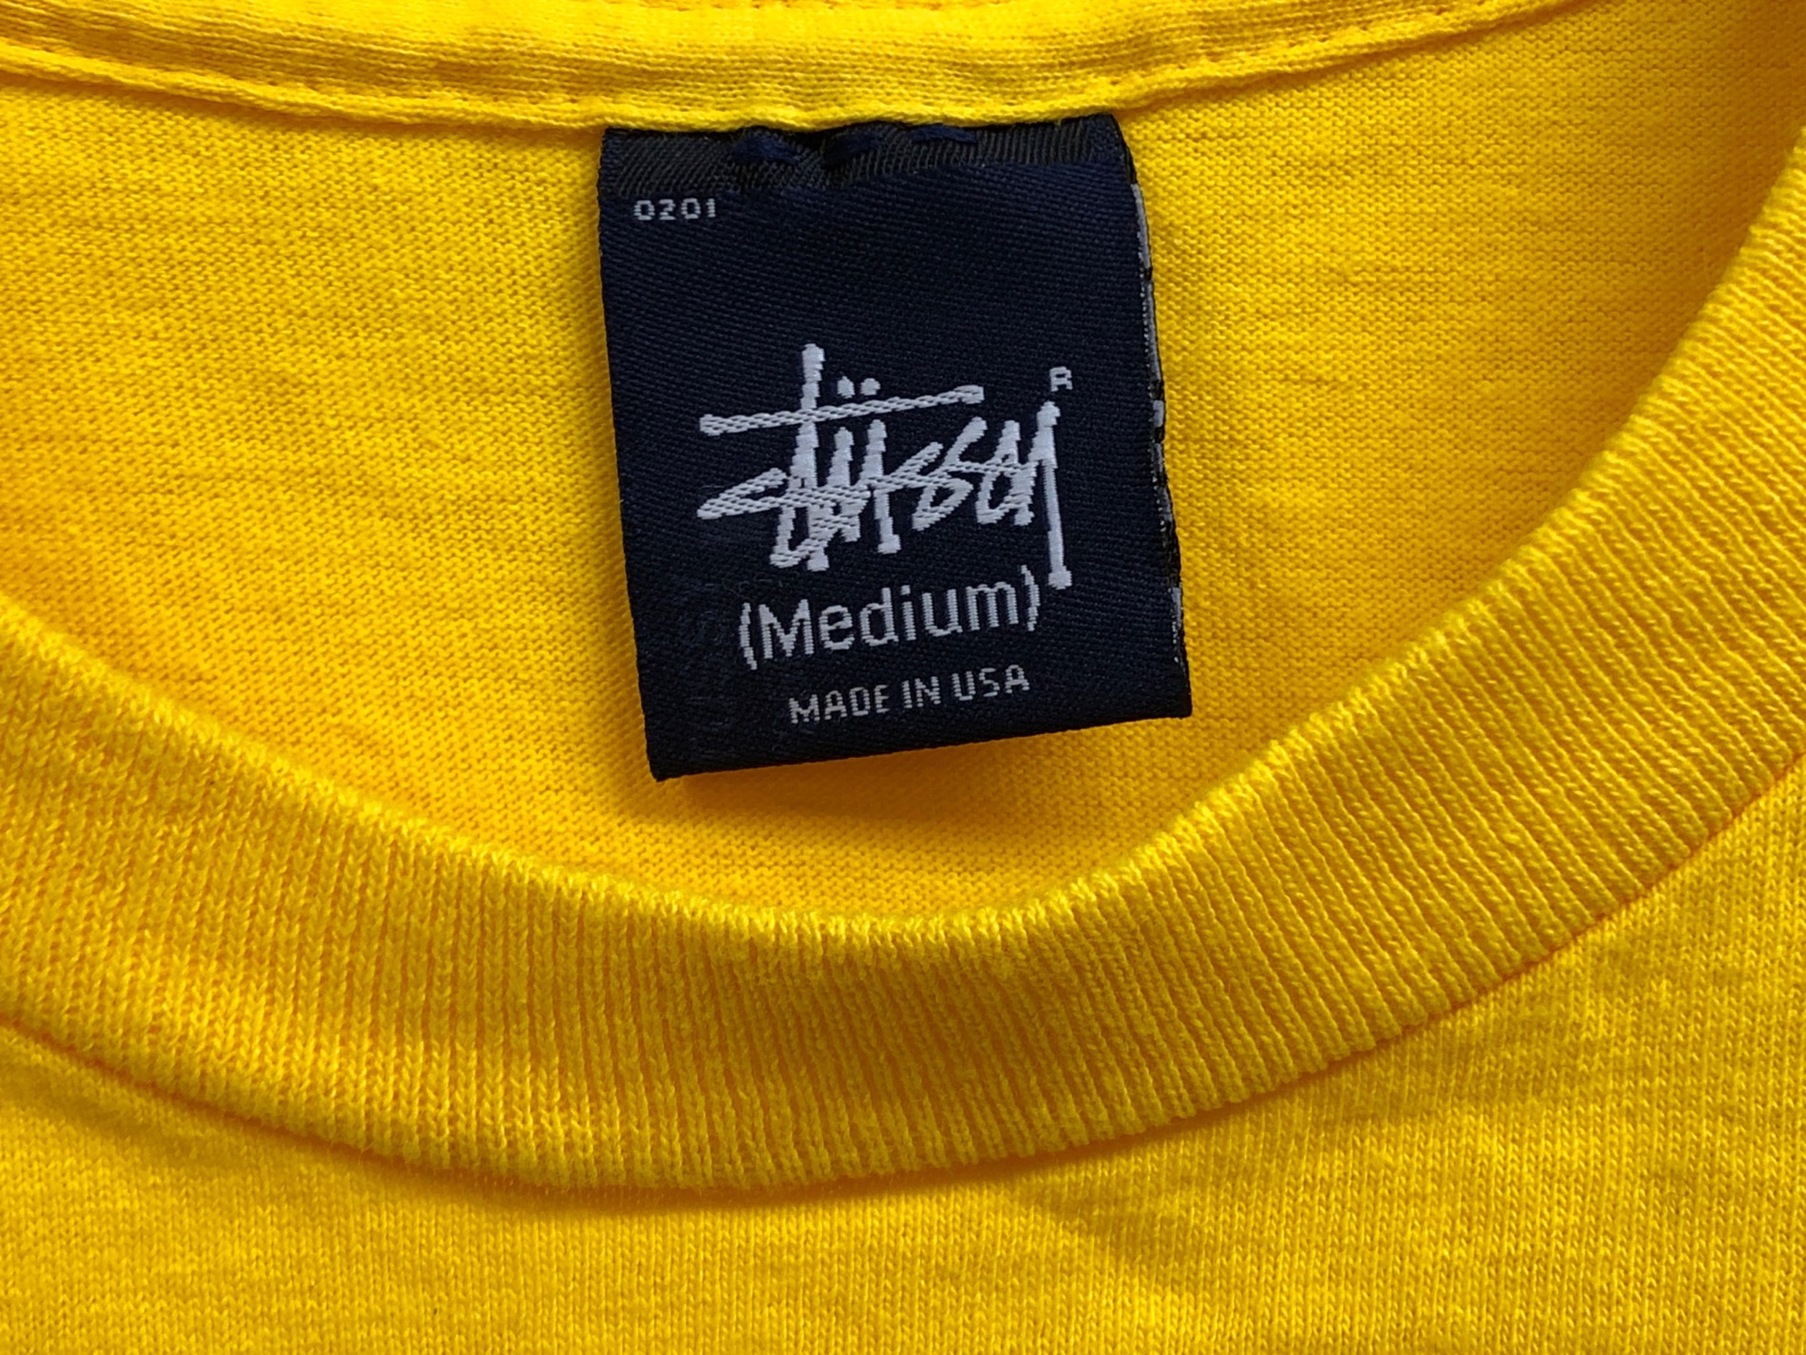 0201
Stüssy R
(Medium)
MADE IN USA